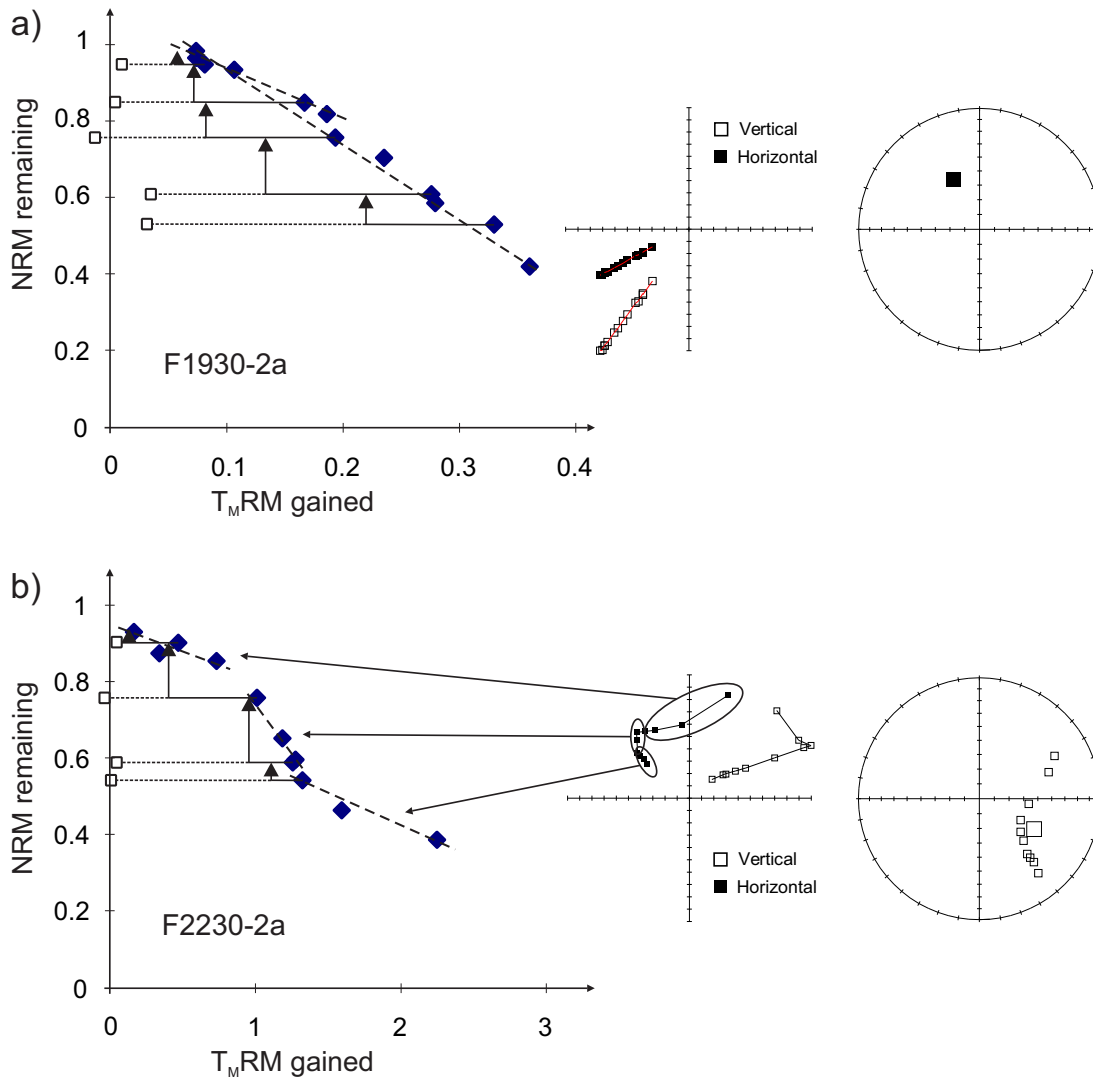 a)
1
0.8
0.6
0.4
0.2
0
NRM remaining
0 0.1 0.2 0.3 0.4
TMRM gained
F1930-2a
Vertical
Horizontal
b)
1
0.8
0.6
0.4
0.2
0
NRM remaining
0 1 2 3
TMRM gained
F2230-2a
Vertical
Horizontal